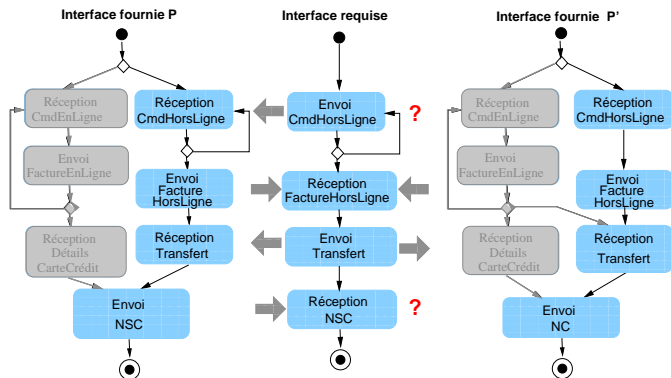 Interface fournie P
Interface requise
Interface fournie P'
Réception
CmdEnLigne
Réception
CmdHorsLigne
Envoi
CmdHorsLigne
?
Réception
CmdEnLigne
Réception
CmdHorsLigne
Envoi
FactureEnLigne
Envoi
Facture
HorsLigne
Réception
FactureHorsLigne
Envoi
FactureEnLigne
Envoi
Facture
HorsLigne
Réception
Détails
CarteCrédit
Réception
Transfert
Envoi
Transfert
Réception
Détails
CarteCrédit
Réception
Transfert
Envoi
NSC
Réception
NSC
?
Envoi
NC